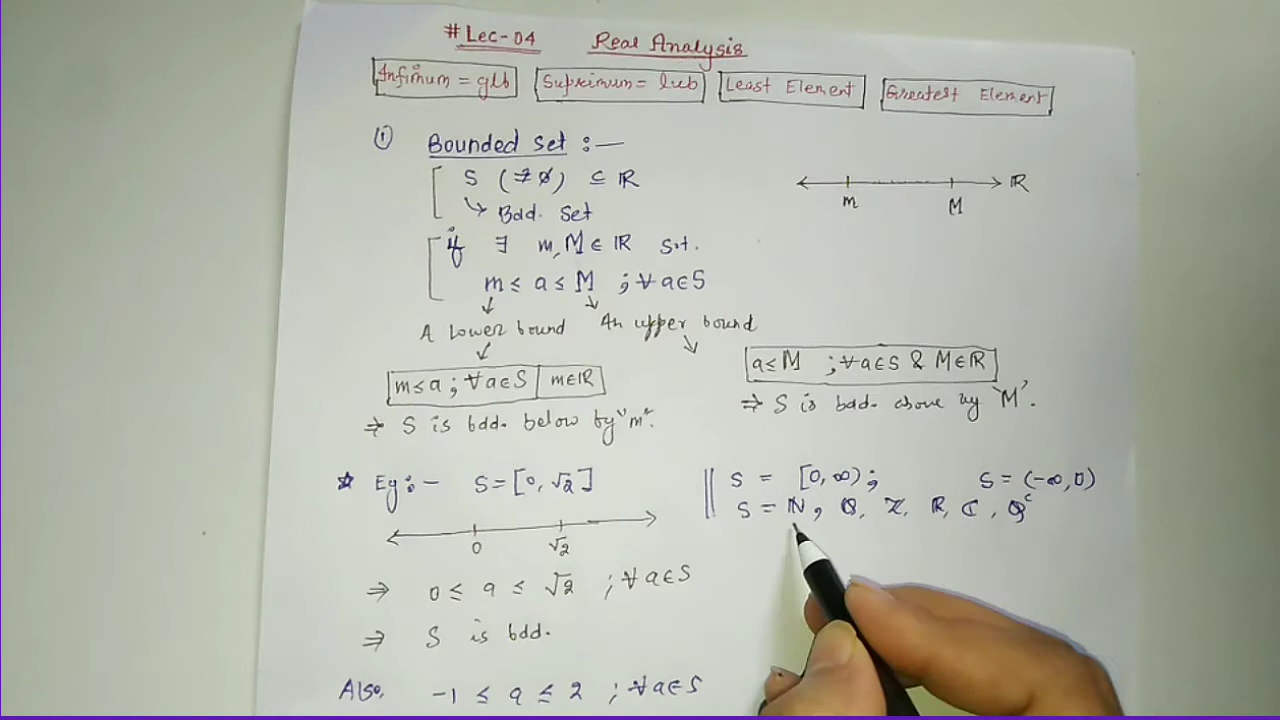 #Lec-04 Real Analysis
Infimum = glb Suprimum = lub Least Element Greatest Element
① Bounded set :—
S (≠ ∅) ⊆ ℝ
↳ Bdd. set
if ∃ m, M ∈ ℝ s.t.
m ≤ a ≤ M ; ∀ a ∈ S
m M ℝ
A lower bound An upper bound
m ≤ a ; ∀ a ∈ S m ∈ ℝ
⇒ S is bdd. below by "m".
a ≤ M ; ∀ a ∈ S & M ∈ ℝ
⇒ S is bdd. above by 'M'.
☆ Eg :- S = [0, √2]
0 √2
⇒ 0 ≤ a ≤ √2 ; ∀ a ∈ S
⇒ S is bdd.
Also, -1 ≤ a ≤ 2 ; ∀ a ∈ S
S = [0, ∞) ; S = (-∞, 0)
S = ℕ, ℚ, ℤ, ℝ, ℂ, ℚᶜ